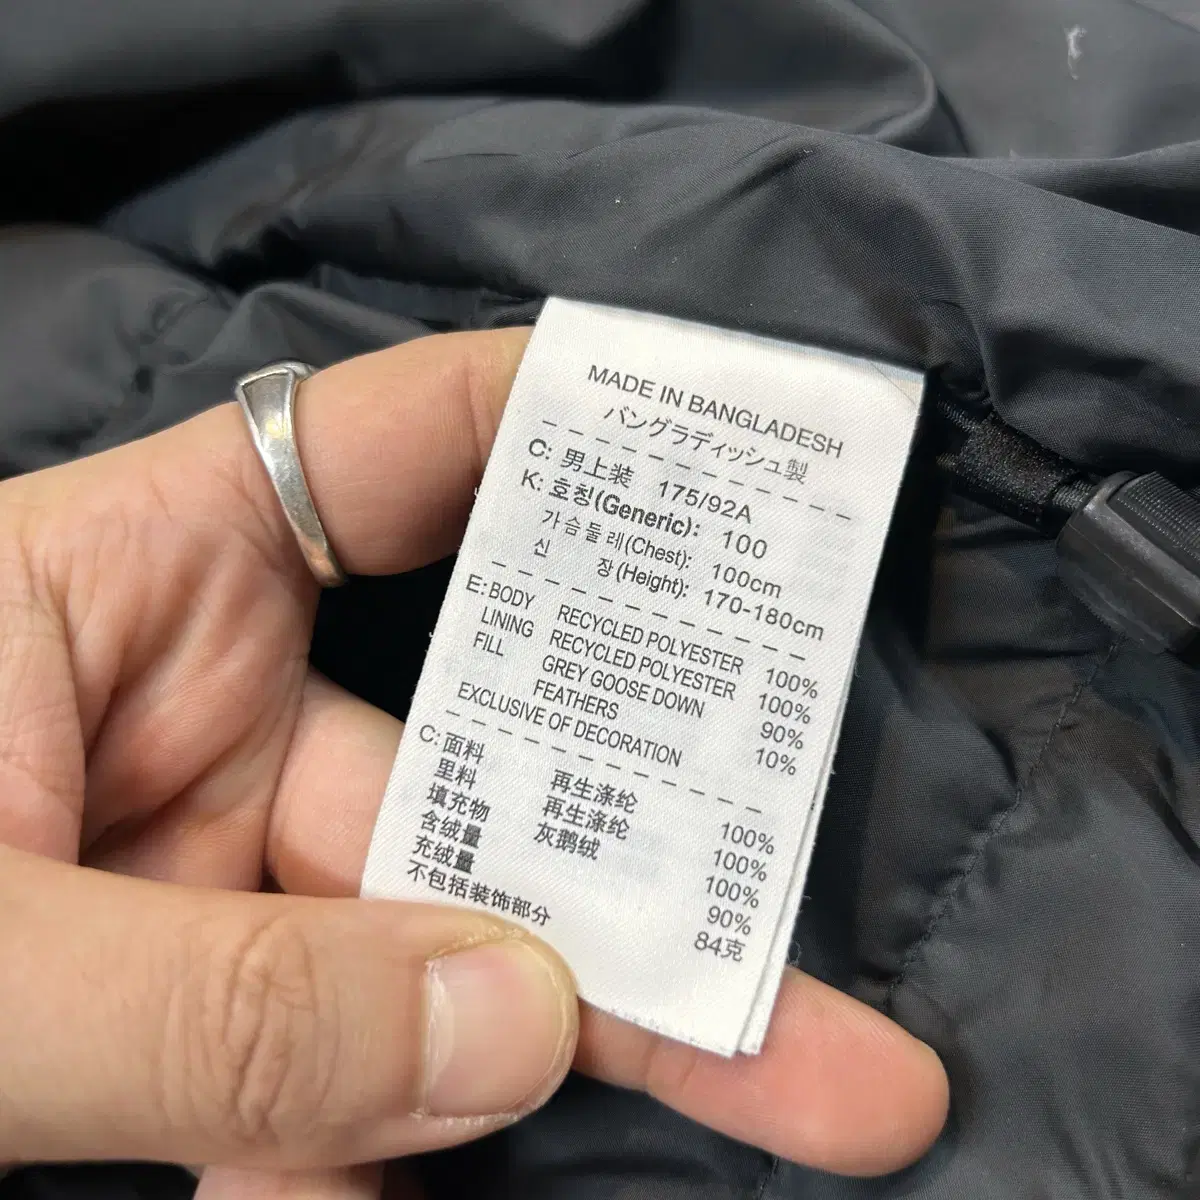 MADE IN BANGLADESH
バングラディッシュ製
C: 男上装 175/92A
K: 호칭(Generic): 100
가슴둘레(Chest): 100cm
신 장(Height): 170-180cm
E: BODY RECYCLED POLYESTER 100%
LINING RECYCLED POLYESTER 100%
FILL GREY GOOSE DOWN 90%
FEATHERS 10%
EXCLUSIVE OF DECORATION
C: 面料 再生涤纶 100%
里料 再生涤纶 100%
填充物 灰鹅绒 100%
含绒量 90%
充绒量 84克
不包括装饰部分